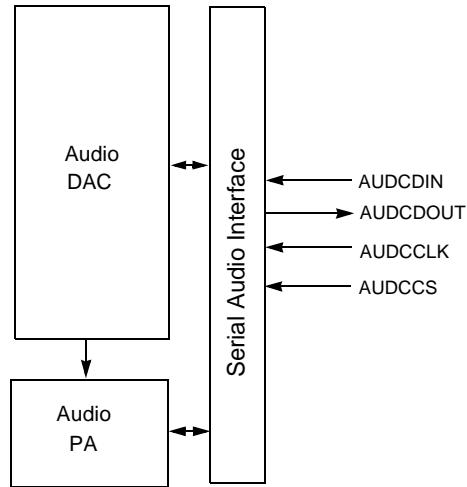 Audio
DAC
Serial Audio Interface
AUDCDIN
AUDCDOUT
AUDCCLK
AUDCCS
Audio
PA